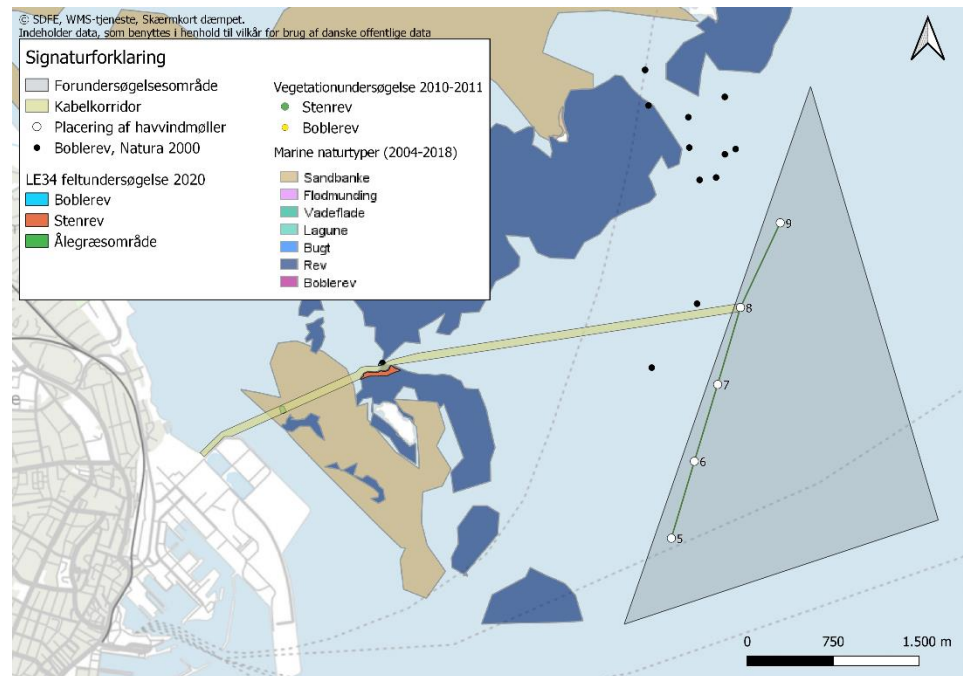 © SDFE, WMS-tjeneste, Skærmkort dæmpet.
Indeholder data, som benyttes i henhold til vilkår for brug af danske offentlige data
Signaturforklaring
Forundersøgelsesområde
Kabelkorridor
Placering af havvindmøller
Boblerev, Natura 2000
LE34 feltundersøgelse 2020
Boblerev
Stenrev
Ålegræsområde
Vegetationundersøgelse 2010-2011
Stenrev
Boblerev
Marine naturtyper (2004-2018)
Sandbanke
Flodmunding
Vadeflade
Lagune
Bugt
Rev
Boblerev
9
8
7
6
5
e
0 750 1.500 m